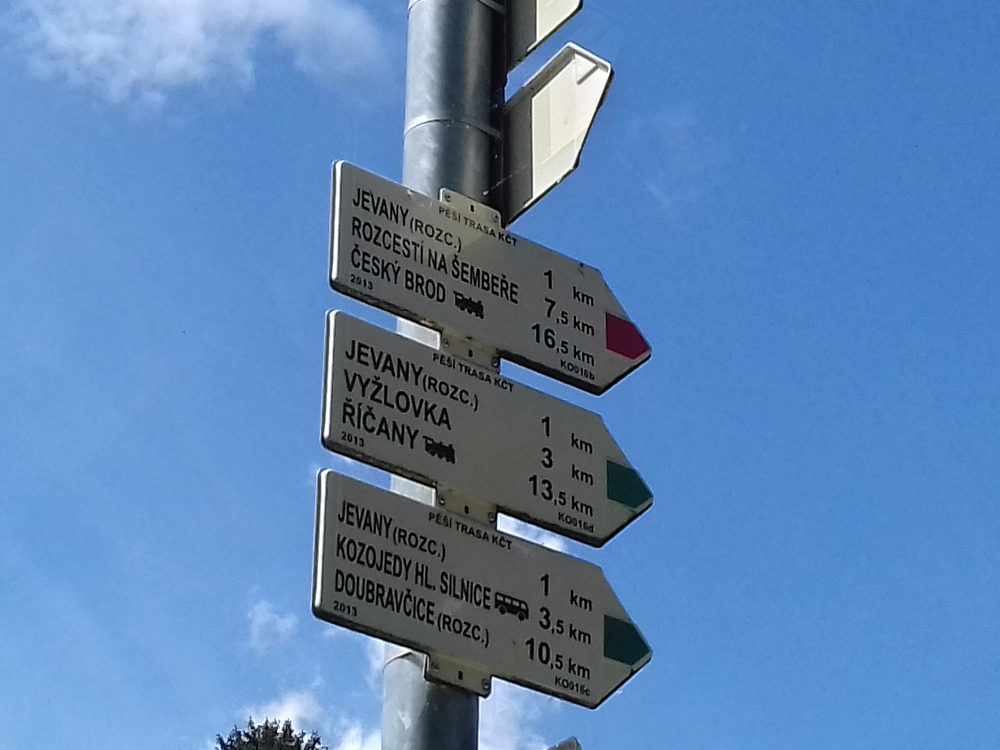 PĚŠÍ TRASA KČT
JEVANY (ROZC.) 1 km
ROZCESTÍ NA ŠEMBEŘE 7,5 km
ČESKÝ BROD 16,5 km
2013 KO016b
PĚŠÍ TRASA KČT
JEVANY (ROZC.) 1 km
VYŽLOVKA 3 km
ŘÍČANY 13,5 km
2013 KO016d
PĚŠÍ TRASA KČT
JEVANY (ROZC.) 1 km
KOZOJEDY HL. SILNICE 3,5 km
DOUBRAVČICE (ROZC.) 10,5 km
2013 KO016c